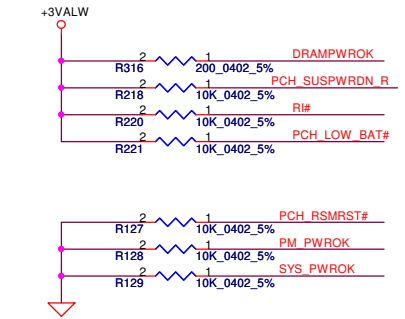 +3VALW
2 1 DRAMPWROK
R316 200_0402_5%
2 1 PCH_SUSPWRDN_R
R218 10K_0402_5%
2 1 RI#
R220 10K_0402_5%
2 1 PCH_LOW_BAT#
R221 10K_0402_5%
2 1 PCH_RSMRST#
R127 10K_0402_5%
2 1 PM_PWROK
R128 10K_0402_5%
2 1 SYS_PWROK
R129 10K_0402_5%